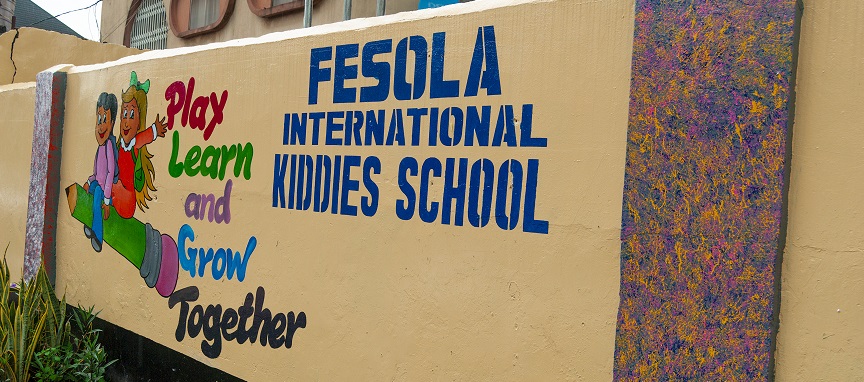 Play
Learn
and
Grow
Together
FESOLA
INTERNATIONAL
KIDDIES SCHOOL